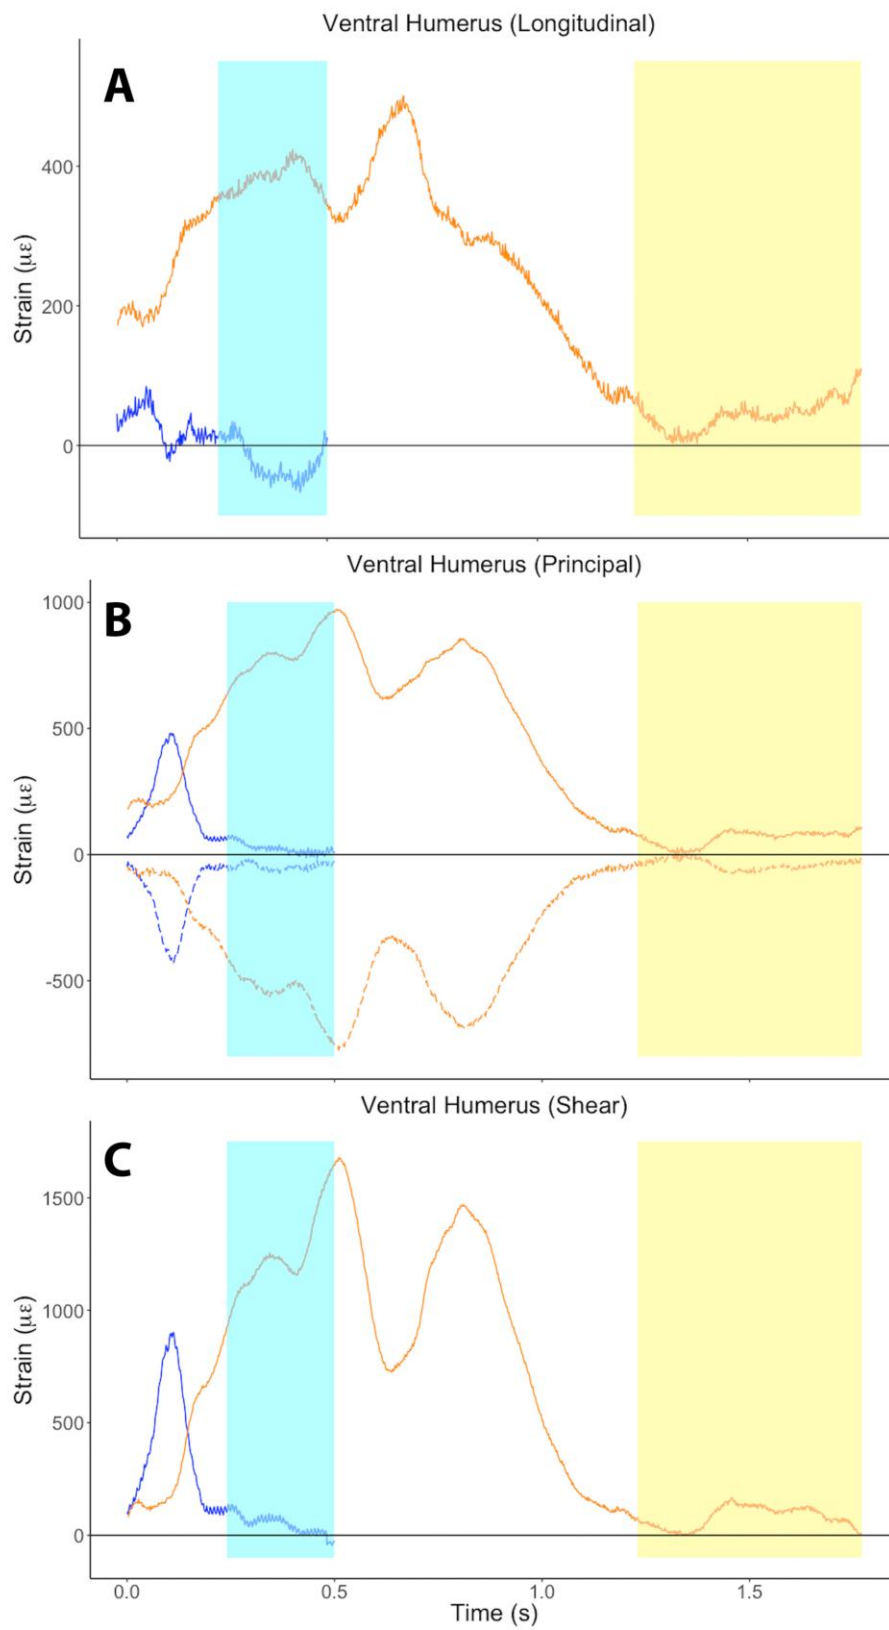 Ventral Humerus (Longitudinal)
A
Strain (με)
400
200
0
Ventral Humerus (Principal)
B
Strain (με)
1000
500
0
-500
Ventral Humerus (Shear)
C
Strain (με)
1500
1000
500
0
0.0 0.5 1.0 1.5
Time (s)